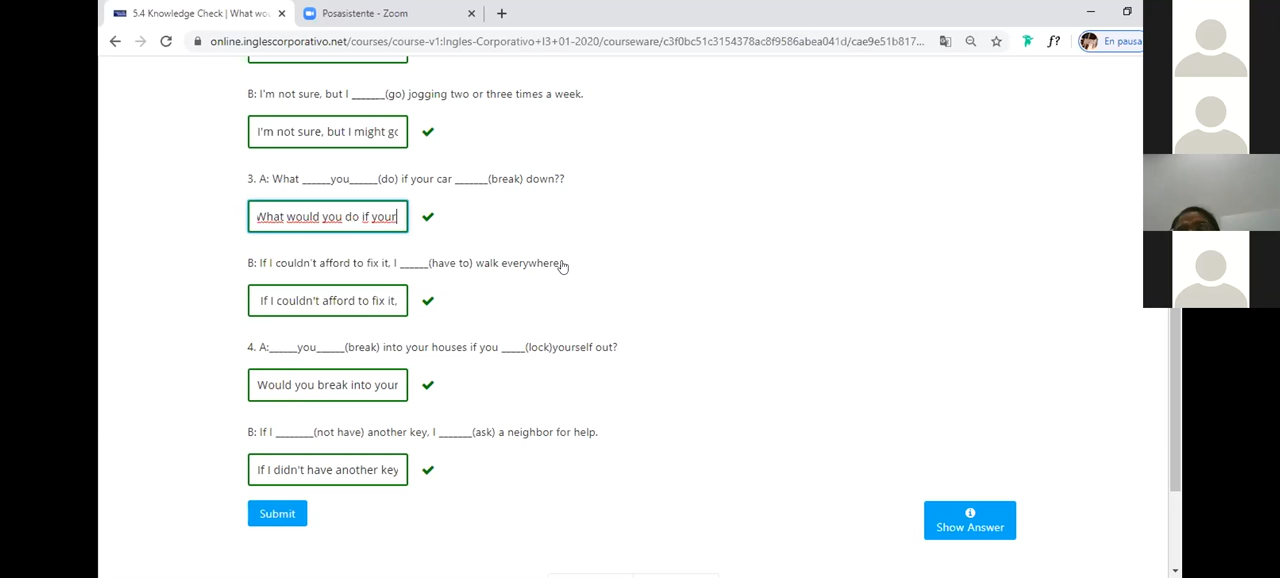 5.4 Knowledge Check | What wou
Posasistente - Zoom
online.inglescorporativo.net/courses/course-v1:Ingles-Corporativo+I3+01-2020/courseware/c3f0bc51c3154378ac8f9586abea041d/cae9e51b817...
f?
En pausa
B: I'm not sure, but I _______(go) jogging two or three times a week.
I'm not sure, but I might go
3. A: What ______you______(do) if your car _______(break) down??
What would you do if your
B: If I couldn't afford to fix it, I ______(have to) walk everywhere.
If I couldn't afford to fix it,
4. A:______you______(break) into your houses if you _____(lock)yourself out?
Would you break into your
B: If I ________(not have) another key, I _______(ask) a neighbor for help.
If I didn't have another key
Submit
Show Answer